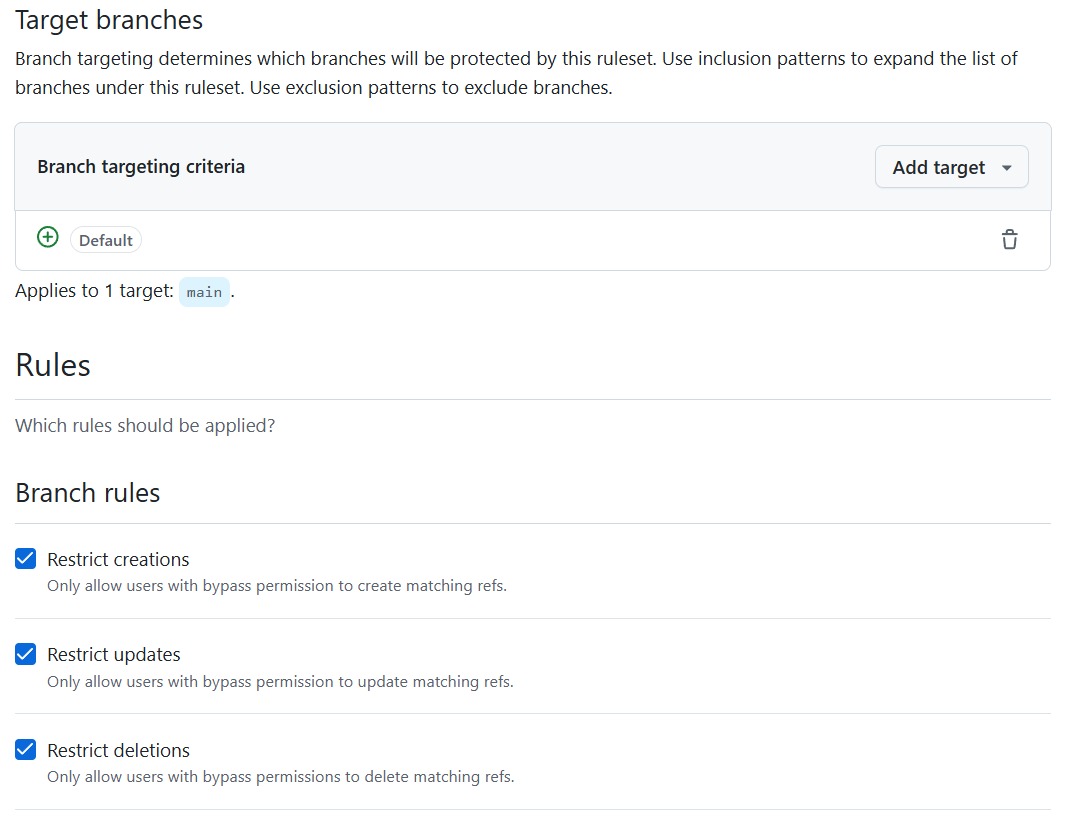 Target branches
Branch targeting determines which branches will be protected by this ruleset. Use inclusion patterns to expand the list of
branches under this ruleset. Use exclusion patterns to exclude branches.
Branch targeting criteria
Add target
Default
Applies to 1 target: main .
Rules
Which rules should be applied?
Branch rules
Restrict creations
Only allow users with bypass permission to create matching refs.
Restrict updates
Only allow users with bypass permission to update matching refs.
Restrict deletions
Only allow users with bypass permissions to delete matching refs.